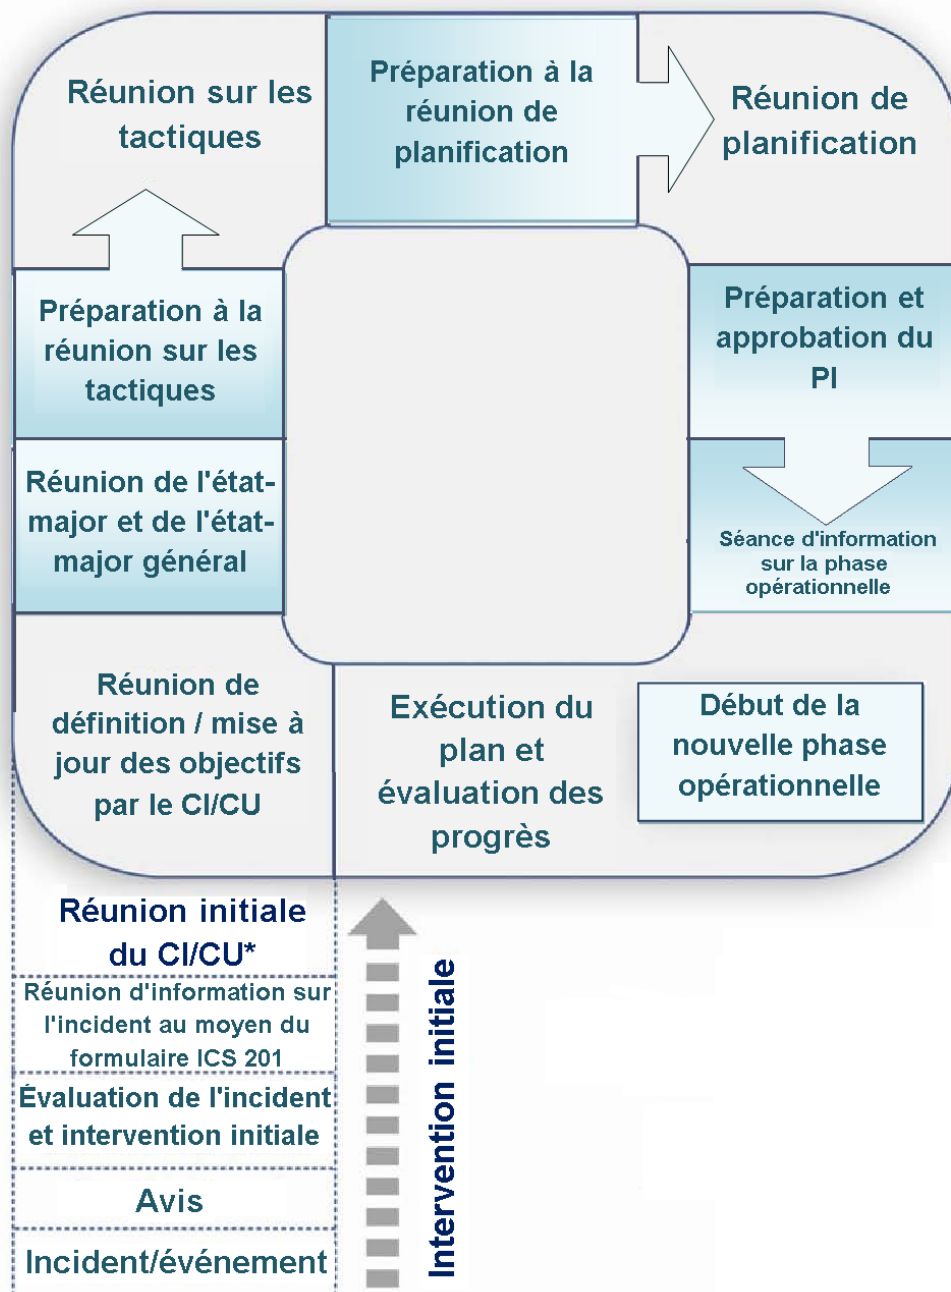 Réunion sur les
tactiques
Préparation à la
réunion de
planification
Réunion de
planification
Préparation à la
réunion sur les
tactiques
Préparation et
approbation du
PI
Réunion de l'état-
major et de l'état-
major général
Séance d'information
sur la phase
opérationnelle
Réunion de
définition / mise à
jour des objectifs
par le CI/CU
Exécution du
plan et
évaluation des
progrès
Début de la
nouvelle phase
opérationnelle
Réunion initiale
du CI/CU*
Réunion d'information sur
l'incident au moyen du
formulaire ICS 201
Évaluation de l'incident
et intervention initiale
Avis
Incident/événement
Intervention initiale